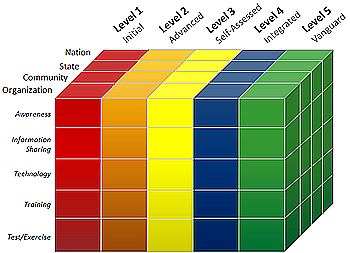 Level 1
Initial
Level 2
Advanced
Level 3
Self-Assessed
Level 4
Integrated
Level 5
Vanguard
Nation
State
Community
Organization
Awareness
Information
Sharing
Technology
Training
Test/Exercise